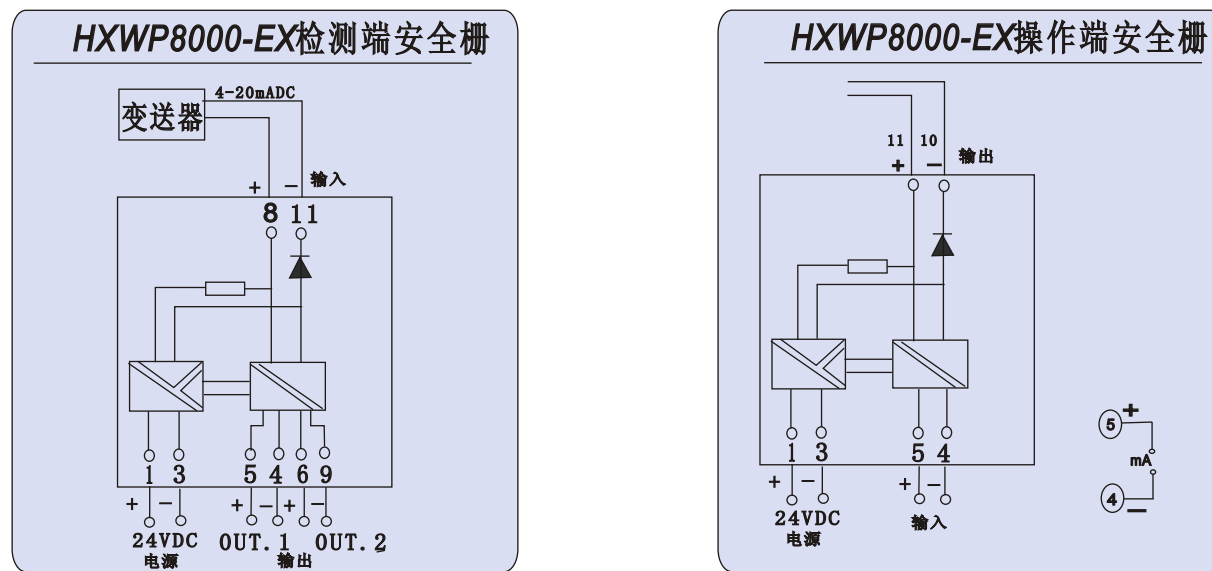 HXWP8000-EX检测端安全栅
变送器
4-20mADC
+ − 输入
8 11
1 3 5 4 6 9
+ − + − + −
24VDC OUT.1 OUT.2
电源 输出
HXWP8000-EX操作端安全栅
11 10
+ − 输出
1 3 5 4
+ − + −
24VDC 输入
电源
5 +
mA
4 −